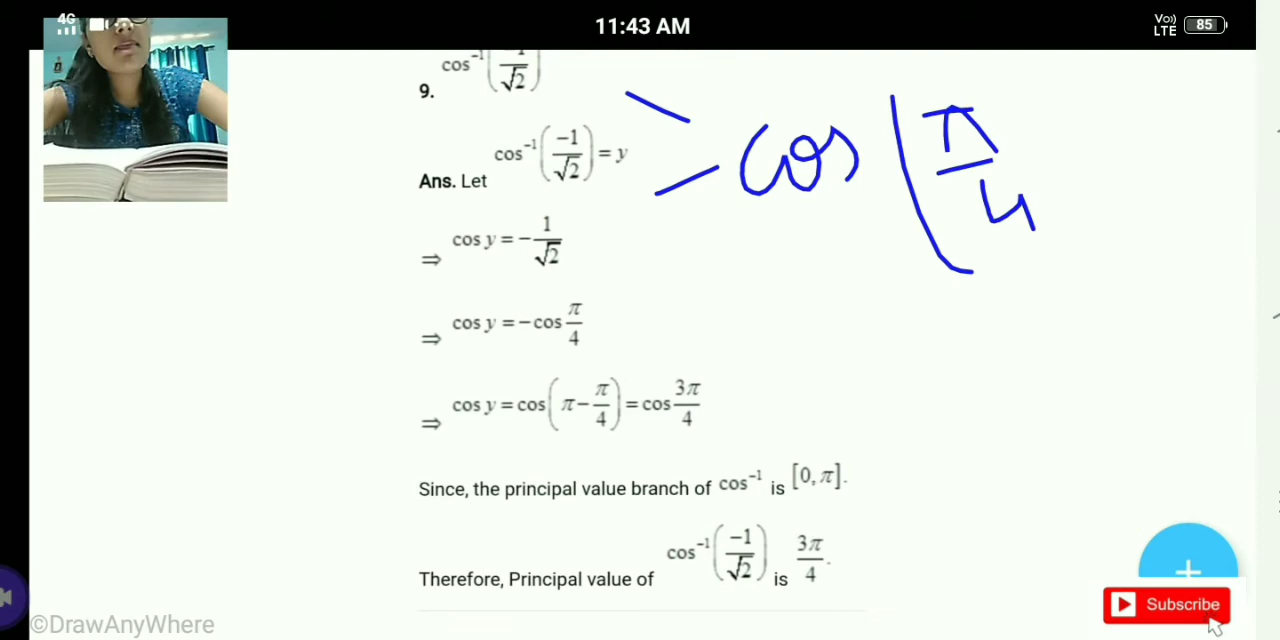 4G 11:43 AM Vo)) LTE 85
cos⁻¹(-1/√2)
9.
Ans. Let cos⁻¹(-1/√2) = y
⇒ cos y = -1/√2
⇒ cos y = -cos π/4
⇒ cos y = cos(π - π/4) = cos 3π/4
Since, the principal value branch of cos⁻¹ is [0, π].
Therefore, Principal value of cos⁻¹(-1/√2) is 3π/4.
cos(π/4
+
Subscribe
©DrawAnyWhere